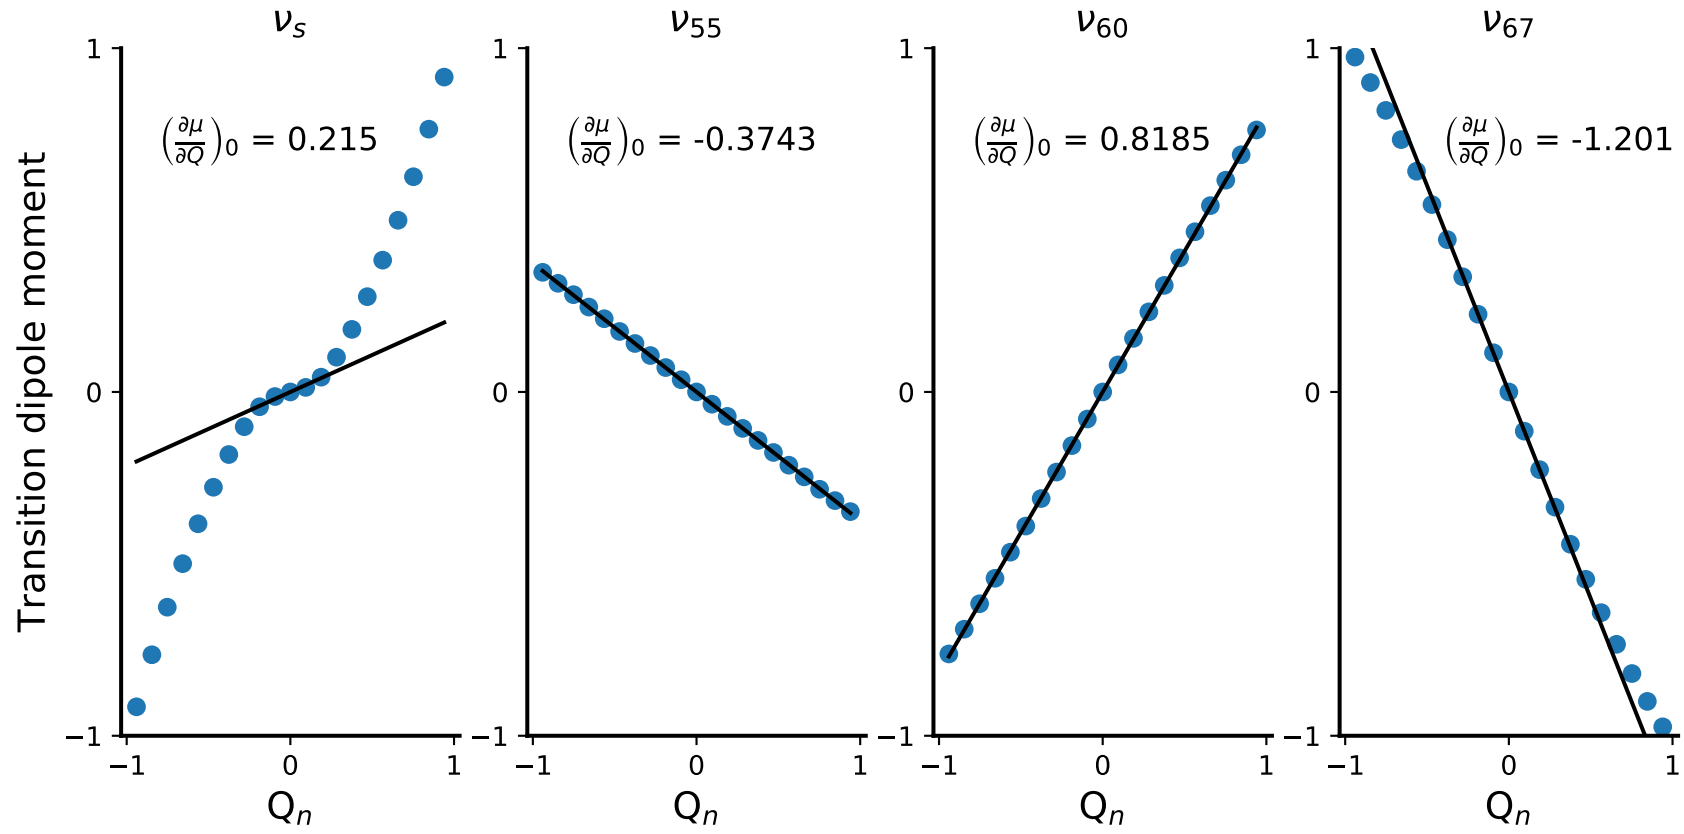 ν_s
ν_55
ν_60
ν_67
Transition dipole moment
1
0
−1
(∂μ/∂Q)_0 = 0.215
−1 0 1
Q_n
1
0
−1
(∂μ/∂Q)_0 = -0.3743
−1 0 1
Q_n
1
0
−1
(∂μ/∂Q)_0 = 0.8185
−1 0 1
Q_n
1
0
−1
(∂μ/∂Q)_0 = -1.201
−1 0 1
Q_n